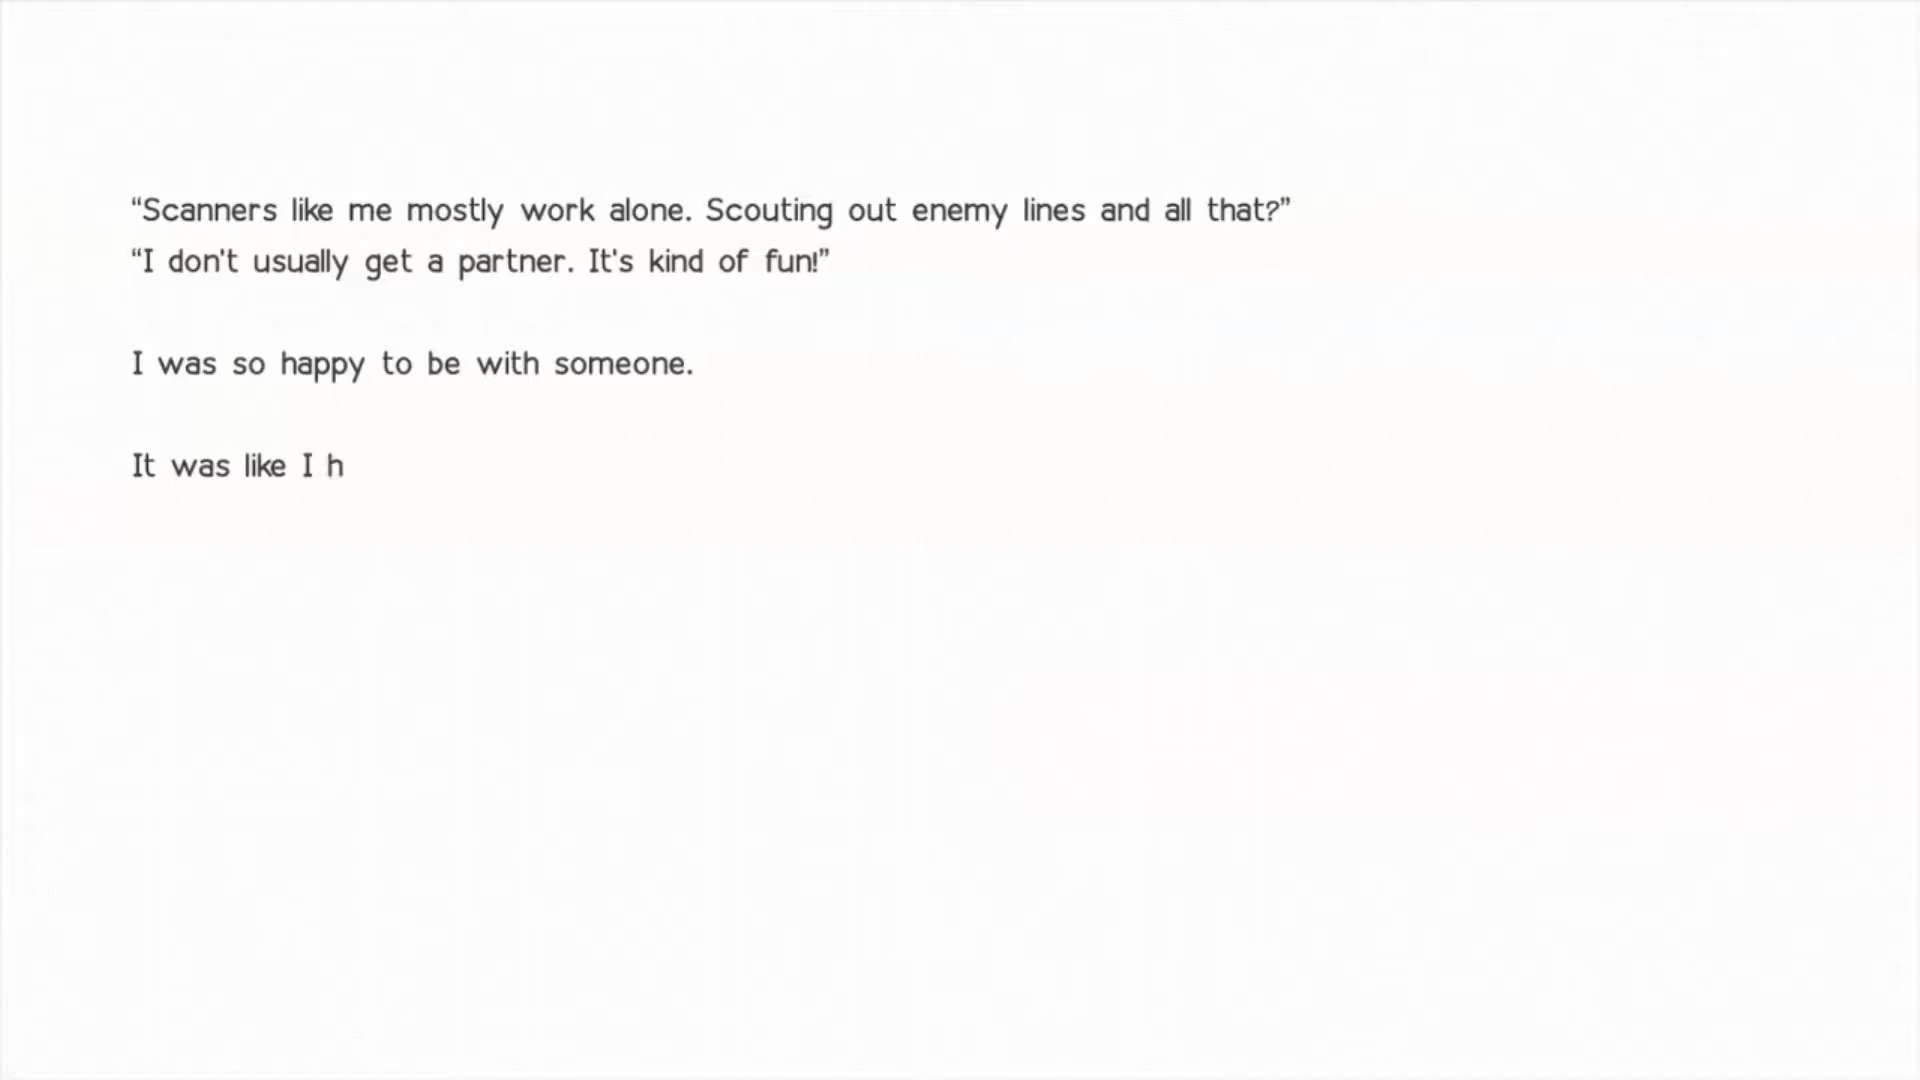 “Scanners like me mostly work alone. Scouting out enemy lines and all that?”
“I don't usually get a partner. It's kind of fun!”
I was so happy to be with someone.
It was like I h